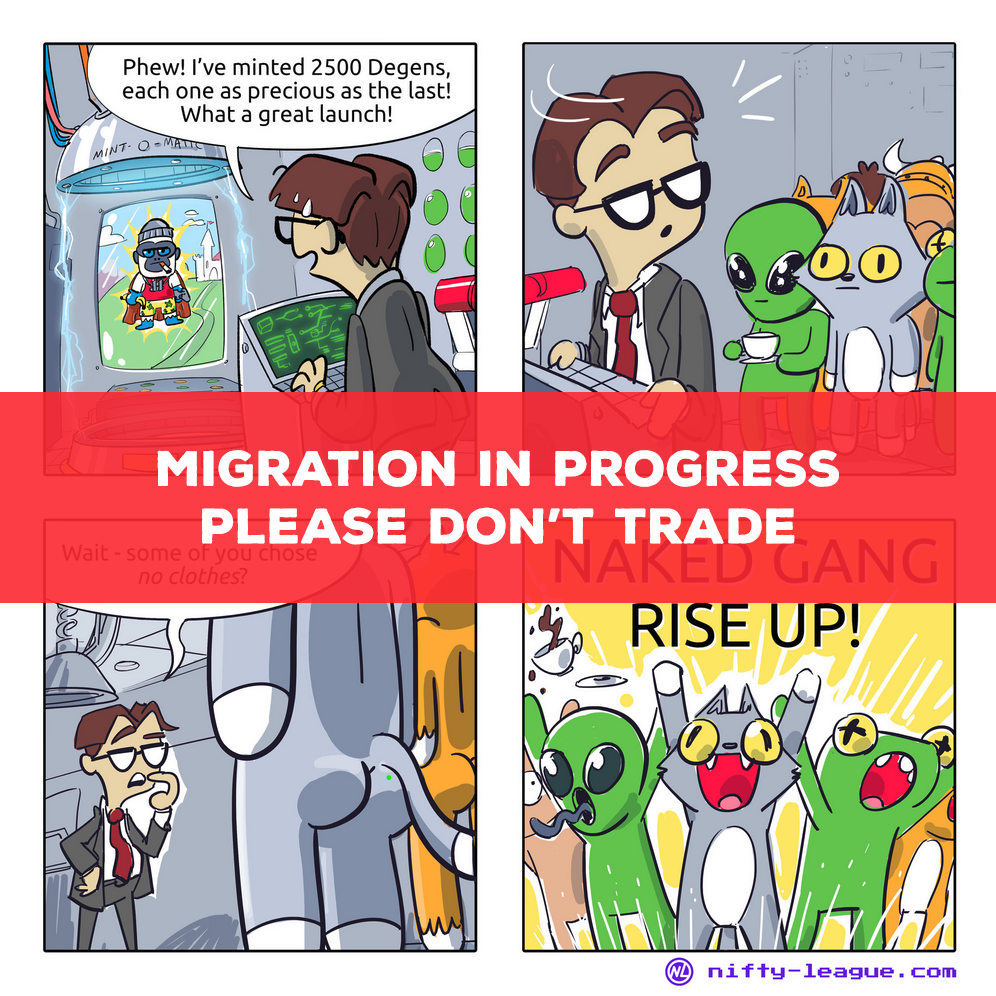 Phew! I've minted 2500 Degens,
each one as precious as the last!
What a great launch!
MINT-O-MATIC
MIGRATION IN PROGRESS
PLEASE DON'T TRADE
Wait - some of you chose
no clothes?
NAKED GANG
RISE UP!
NL nifty-league.com